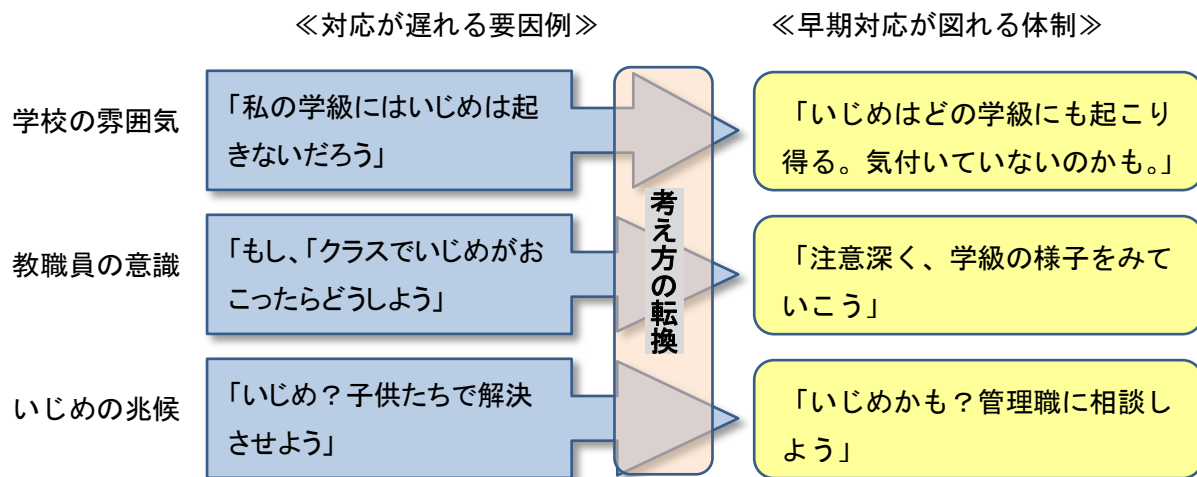 ≪対応が遅れる要因例≫
≪早期対応が図れる体制≫
学校の雰囲気
「私の学級にはいじめは起
きないだろう」
「いじめはどの学級にも起こり
得る。気付いていないのかも。」
考え方の転換
教職員の意識
「もし、「クラスでいじめがお
こったらどうしよう」
「注意深く、学級の様子をみて
いこう」
いじめの兆候
「いじめ？子供たちで解決
させよう」
「いじめかも？管理職に相談し
よう」